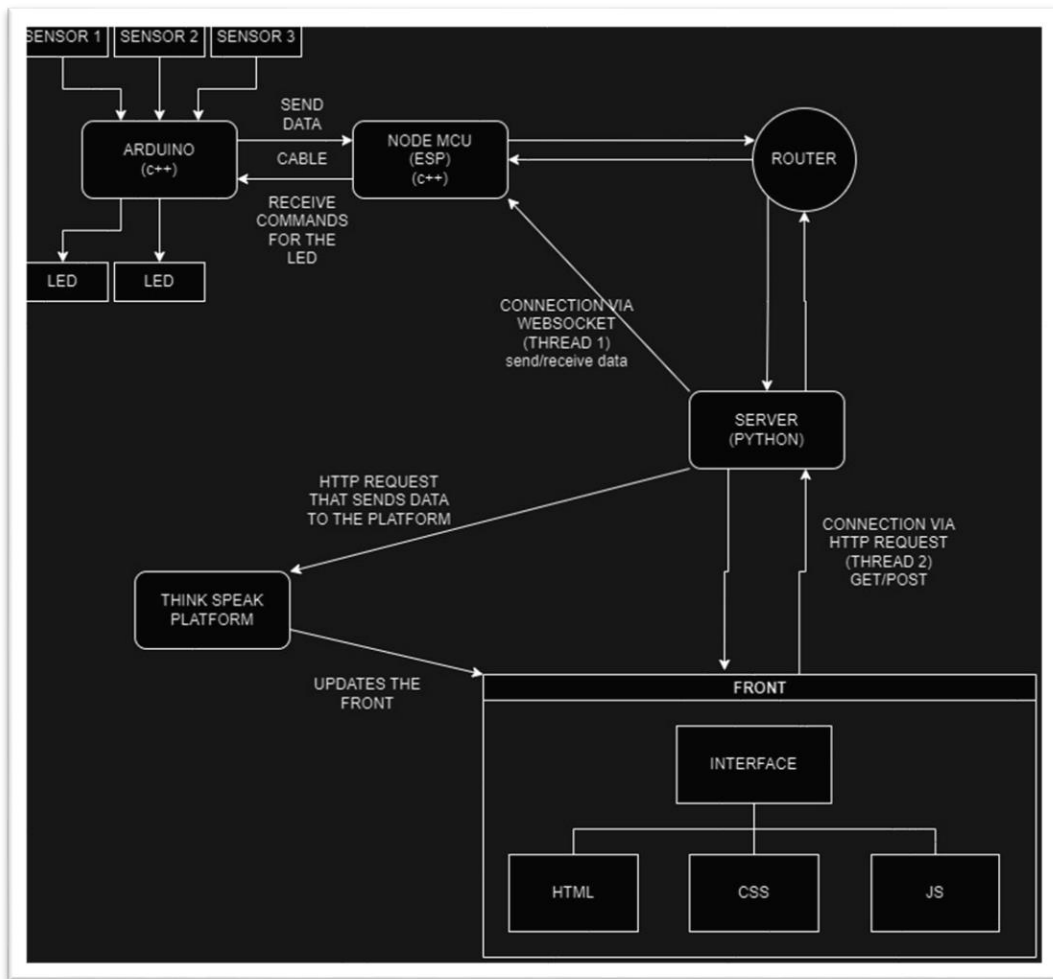 SENSOR 1
SENSOR 2
SENSOR 3
ARDUINO
(c++)
SEND
DATA
CABLE
RECEIVE
COMMANDS
FOR THE
LED
NODE MCU
(ESP)
(c++)
ROUTER
LED
LED
CONNECTION VIA
WEBSOCKET
(THREAD 1)
send/receive data
SERVER
(PYTHON)
HTTP REQUEST
THAT SENDS DATA
TO THE PLATFORM
CONNECTION VIA
HTTP REQUEST
(THREAD 2)
GET/POST
THINK SPEAK
PLATFORM
UPDATES THE
FRONT
FRONT
INTERFACE
HTML
CSS
JS